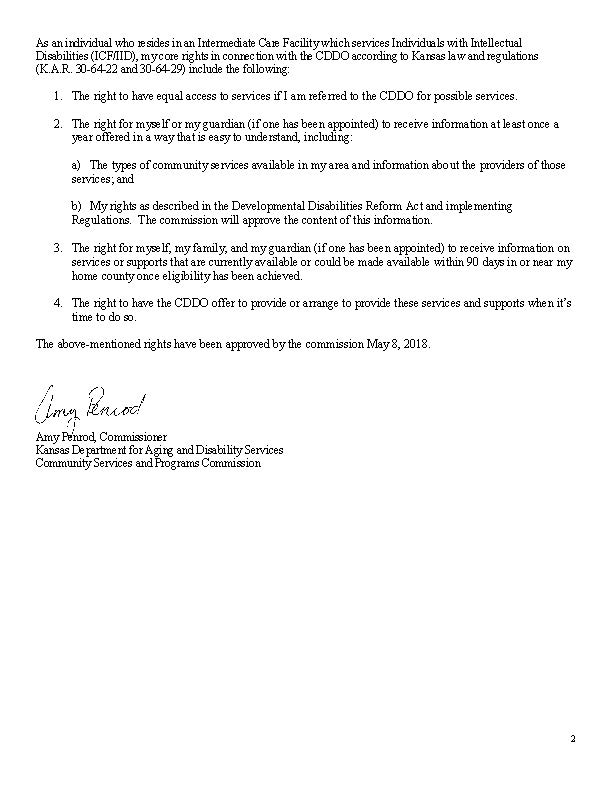 As an individual who resides in an Intermediate Care Facility which services Individuals with Intellectual
Disabilities (ICF/IID), my core rights in connection with the CDDO according to Kansas law and regulations
(K.A.R. 30-64-22 and 30-64-29) include the following:
1. The right to have equal access to services if I am referred to the CDDO for possible services.
2. The right for myself or my guardian (if one has been appointed) to receive information at least once a
year offered in a way that is easy to understand, including:
a) The types of community services available in my area and information about the providers of those
services; and
b) My rights as described in the Developmental Disabilities Reform Act and implementing
Regulations. The commission will approve the content of this information.
3. The right for myself, my family, and my guardian (if one has been appointed) to receive information on
services or supports that are currently available or could be made available within 90 days in or near my
home county once eligibility has been achieved.
4. The right to have the CDDO offer to provide or arrange to provide these services and supports when it's
time to do so.
The above-mentioned rights have been approved by the commission May 8, 2018.
Amy Penrod
Amy Penrod, Commissioner
Kansas Department for Aging and Disability Services
Community Services and Programs Commission
2